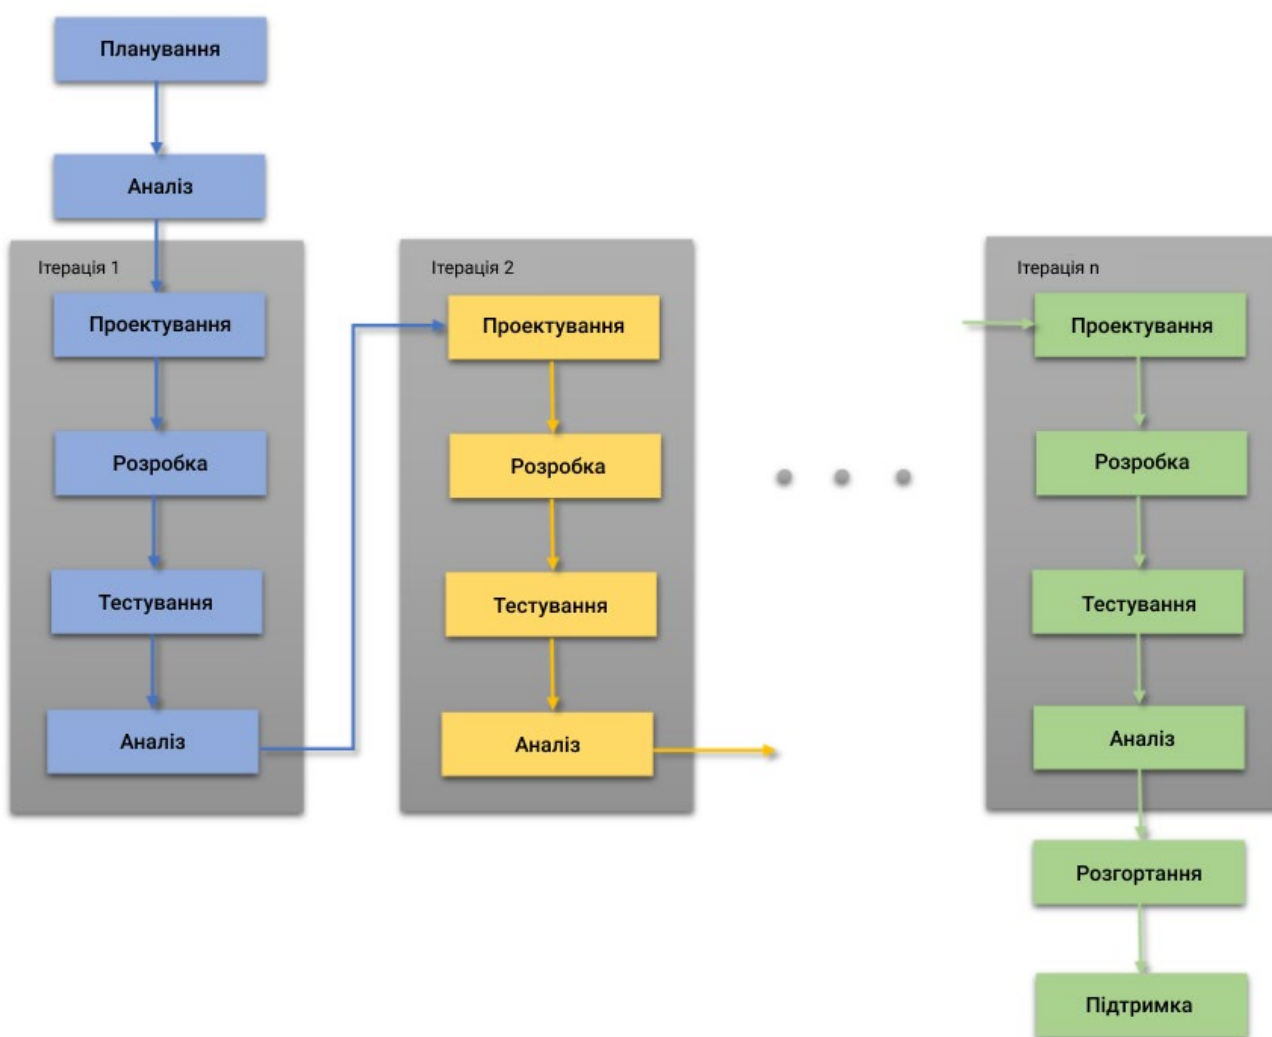 Планування
Аналіз
Ітерація 1
Проектування
Розробка
Тестування
Аналіз
Ітерація 2
Проектування
Розробка
Тестування
Аналіз
Ітерація n
Проектування
Розробка
Тестування
Аналіз
Розгортання
Підтримка